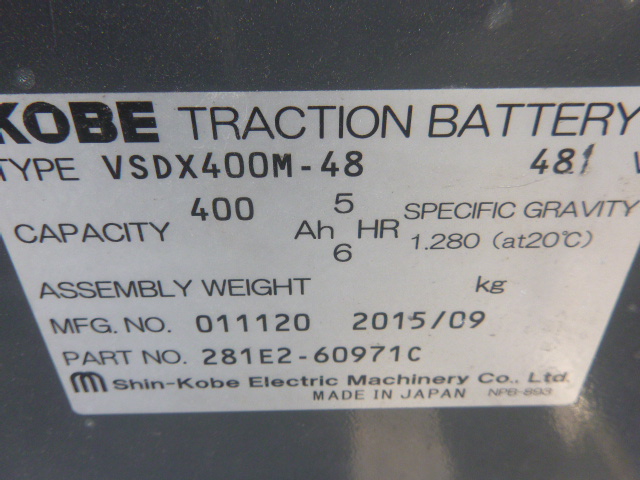 KOBE TRACTION BATTERY
TYPE VSDX400M-48 48
CAPACITY 400 Ah 5 HR SPECIFIC GRAVITY
6 1.280 (at20℃)
ASSEMBLY WEIGHT kg
MFG. NO. 011120 2015/09
PART NO. 281E2-60971C
Shin-Kobe Electric Machinery Co., Ltd.
MADE IN JAPAN NPB-893